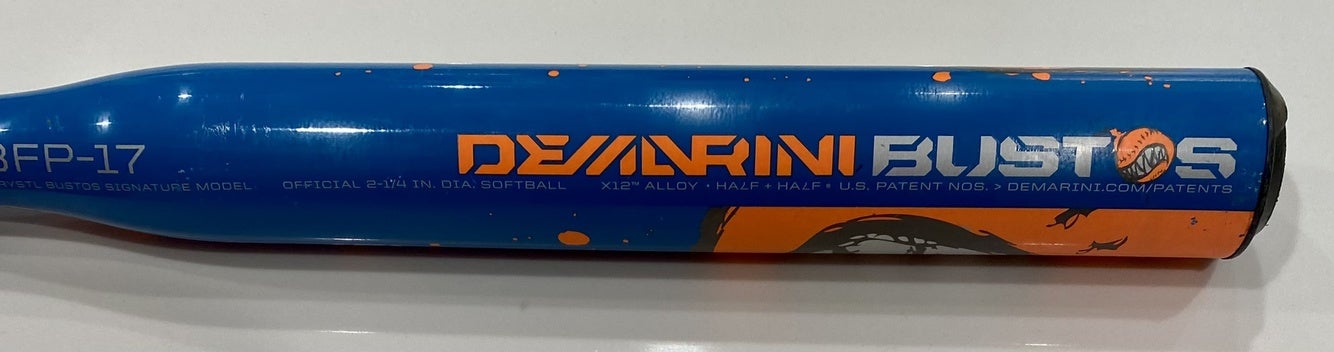 BFP-17
DEMARINI BUSTOS
CRYSTL BUSTOS SIGNATURE MODEL OFFICIAL 2-1/4 IN. DIA. SOFTBALL X12™ ALLOY • HALF + HALF • U.S. PATENT NOS. > DEMARINI.COM/PATENTS